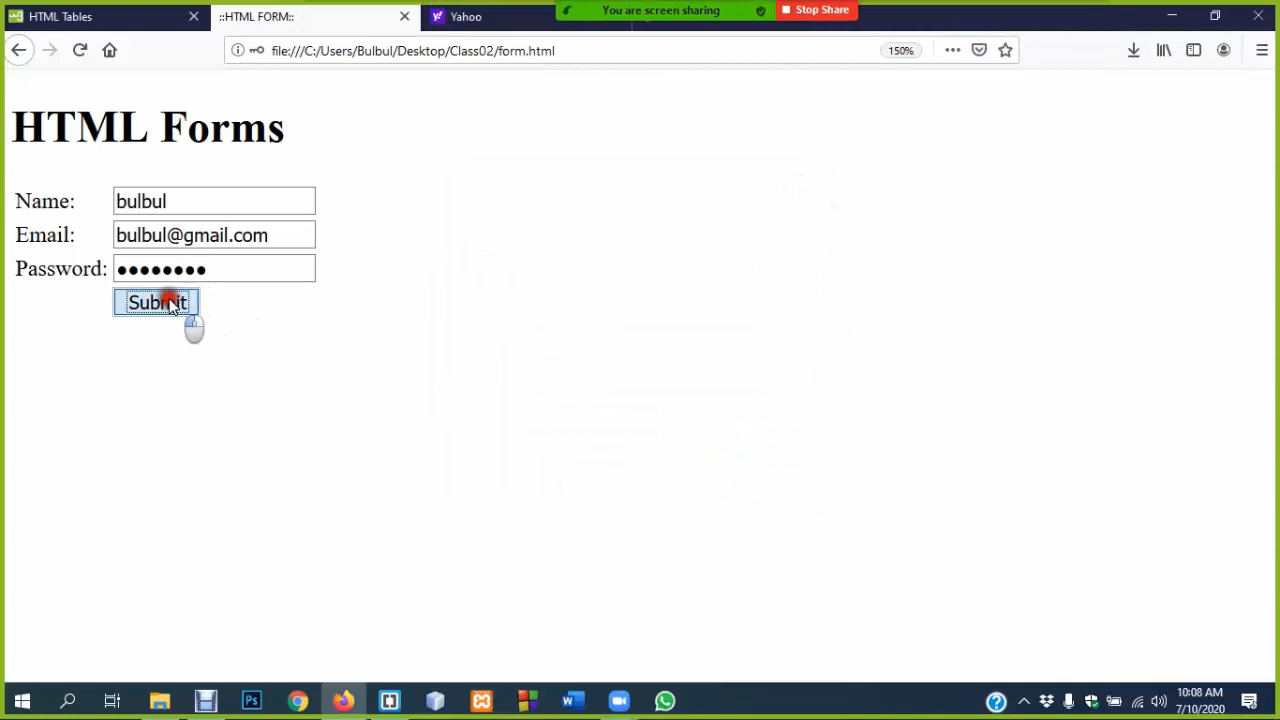 HTML Tables
::HTML FORM::
Yahoo
You are screen sharing
Stop Share
file:///C:/Users/Bulbul/Desktop/Class02/form.html
150%
HTML Forms
Name: bulbul
Email: bulbul@gmail.com
Password: ●●●●●●●●
Submit
Ps
10:08 AM
7/10/2020